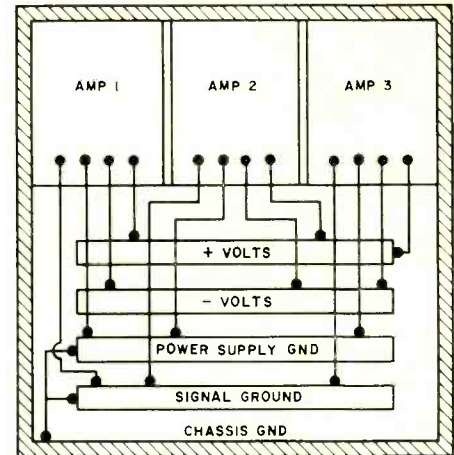 AMP 1 AMP 2 AMP 3
+ VOLTS
- VOLTS
POWER SUPPLY GND
SIGNAL GROUND
CHASSIS GND